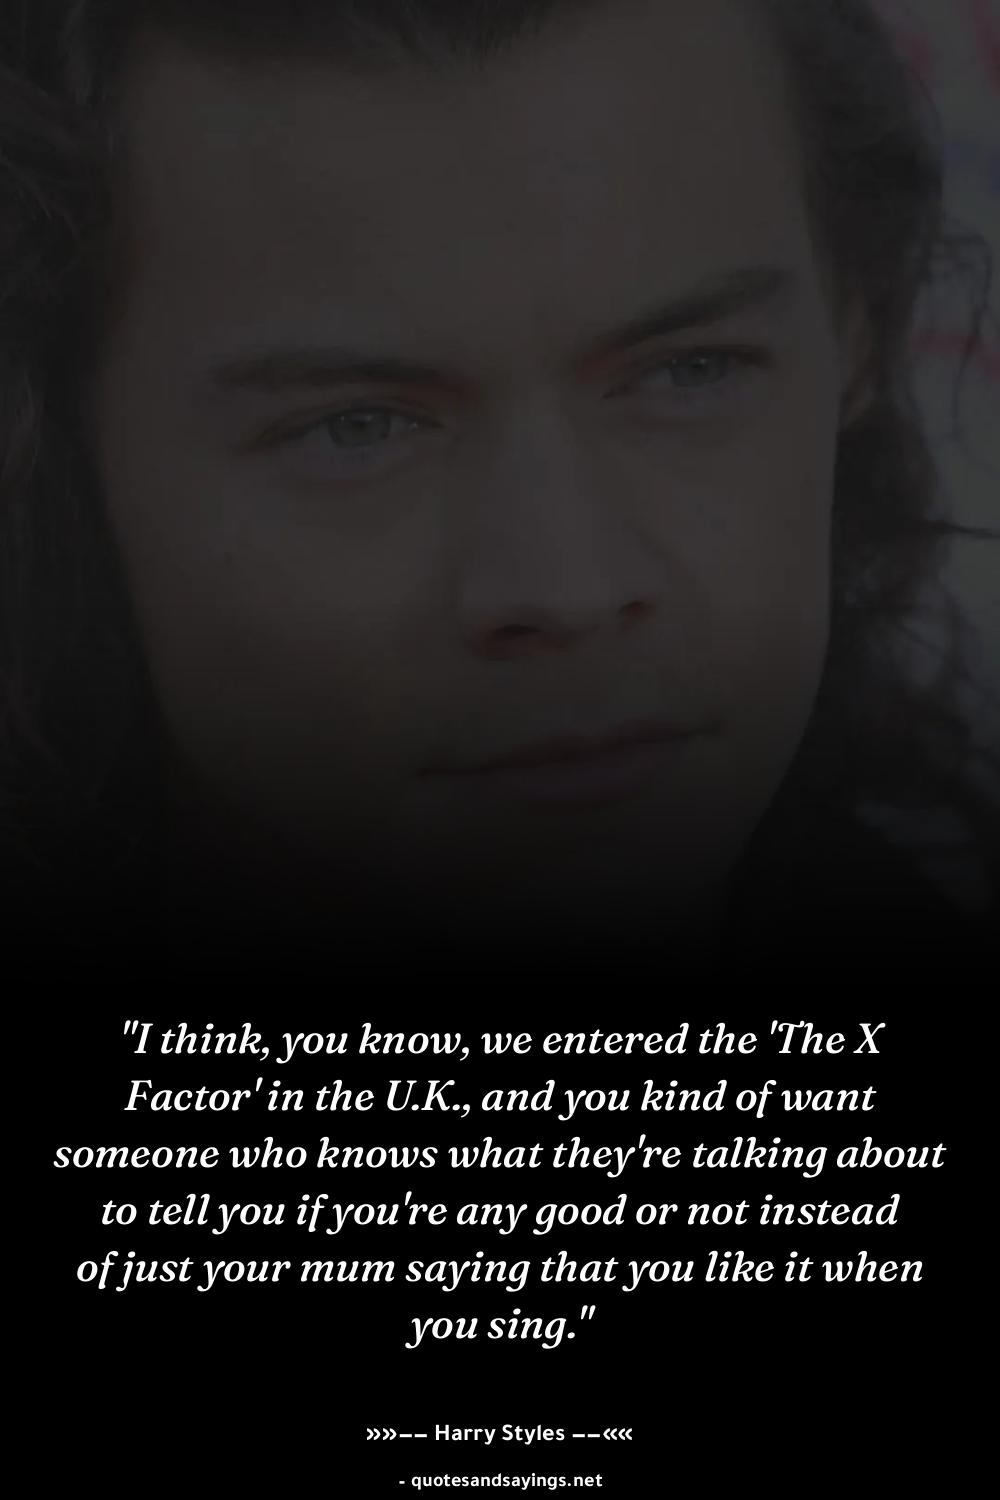 "I think, you know, we entered the 'The X
Factor' in the U.K., and you kind of want
someone who knows what they're talking about
to tell you if you're any good or not instead
of just your mum saying that you like it when
you sing."
»»–– Harry Styles ––««
- quotesandsayings.net